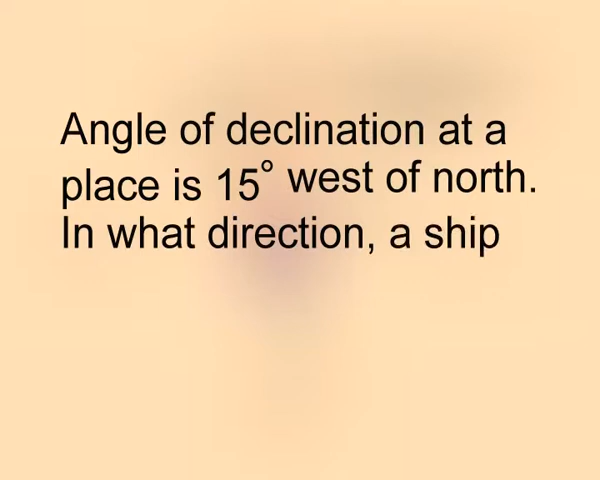 Angle of declination at a
place is 15° west of north.
In what direction, a ship